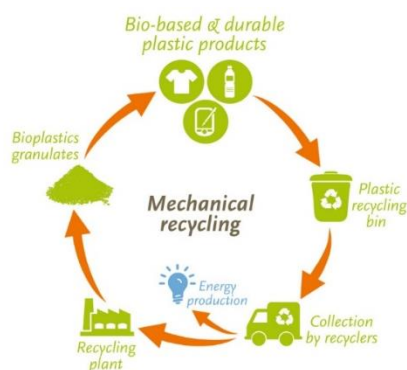 Bio-based & durable
plastic products
Plastic
recycling
bin
Collection
by recyclers
Energy
production
Recycling
plant
Bioplastics
granulates
Mechanical
recycling